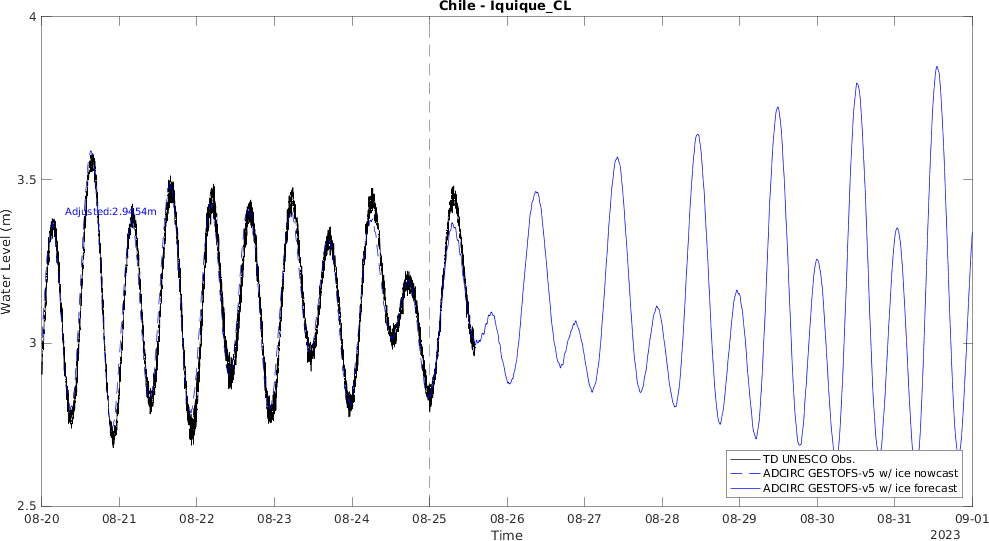 Chile - Iquique_CL
4
3.5
3
2.5
Water Level (m)
Adjusted:2.9454m
TD UNESCO Obs.
ADCIRC GESTOFS-v5 w/ ice nowcast
ADCIRC GESTOFS-v5 w/ ice forecast
08-20 08-21 08-22 08-23 08-24 08-25 08-26 08-27 08-28 08-29 08-30 08-31 09-01
Time
2023